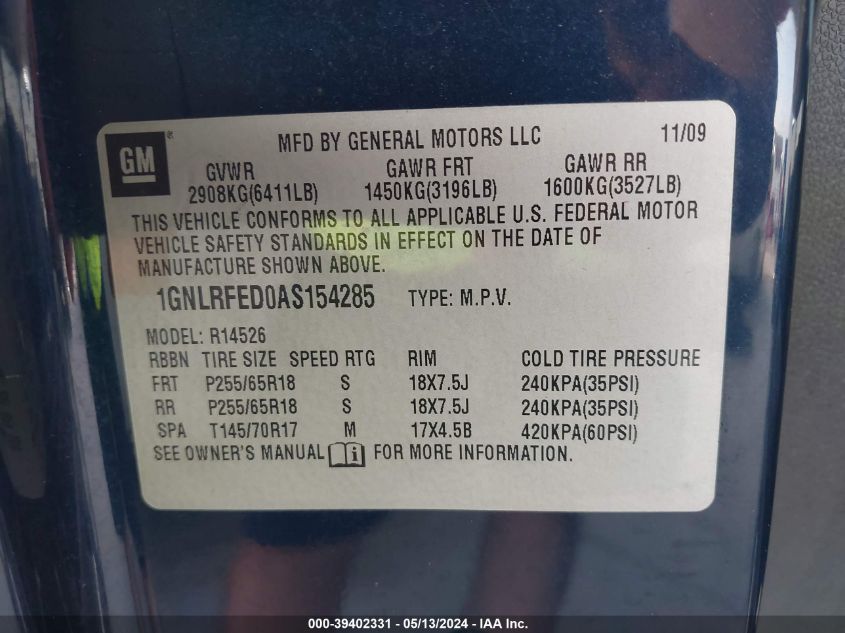 GM ® MFD BY GENERAL MOTORS LLC 11/09
GVWR GAWR FRT GAWR RR
2908KG(6411LB) 1450KG(3196LB) 1600KG(3527LB)
THIS VEHICLE CONFORMS TO ALL APPLICABLE U.S. FEDERAL MOTOR
VEHICLE SAFETY STANDARDS IN EFFECT ON THE DATE OF
MANUFACTURE SHOWN ABOVE.
1GNLRFED0AS154285 TYPE: M.P.V.
MODEL: R14526
RBBN TIRE SIZE SPEED RTG RIM COLD TIRE PRESSURE
FRT P255/65R18 S 18X7.5J 240KPA(35PSI)
RR P255/65R18 S 18X7.5J 240KPA(35PSI)
SPA T145/70R17 M 17X4.5B 420KPA(60PSI)
SEE OWNER'S MANUAL i FOR MORE INFORMATION.
000-39402331 - 05/13/2024 - IAA Inc.